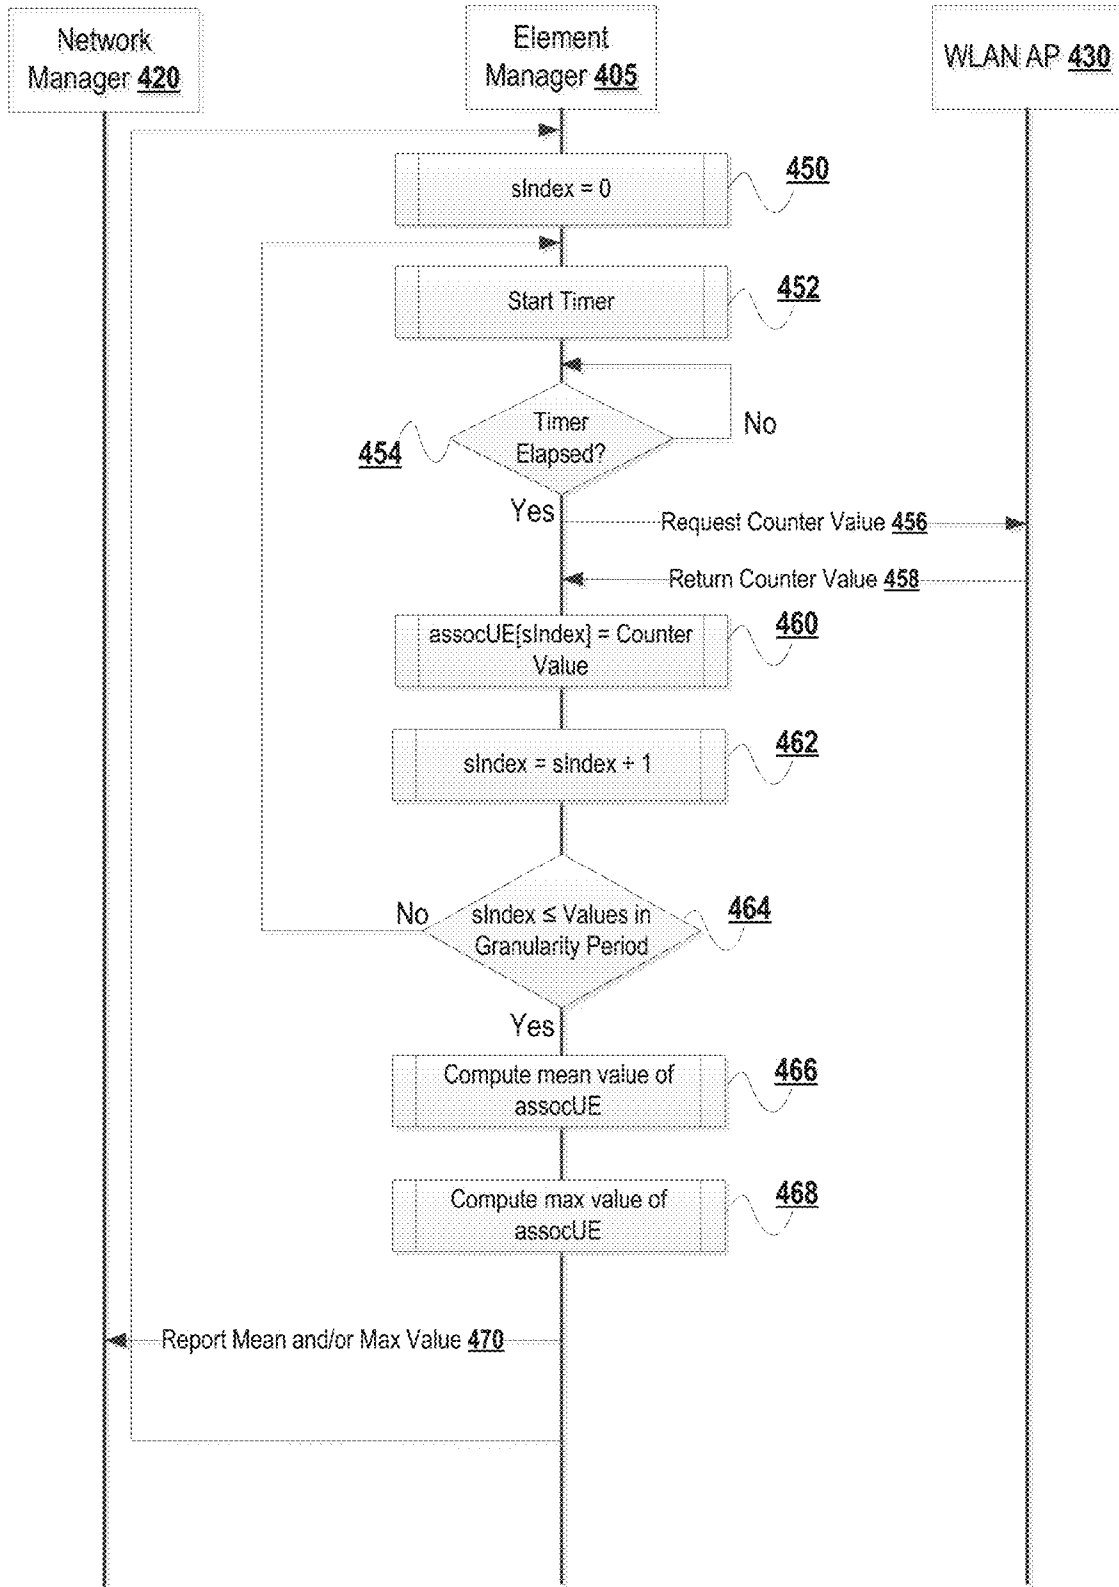 Network
Manager 420
Element
Manager 405
WLAN AP 430
sIndex = 0
450
Start Timer
452
Timer
Elapsed?
No
454
Yes
Request Counter Value 456
Return Counter Value 458
assocUE[sIndex] = Counter
Value
460
sIndex = sIndex + 1
462
No
sIndex ≤ Values in
Granularity Period
464
Yes
Compute mean value of
assocUE
466
Compute max value of
assocUE
468
Report Mean and/or Max Value 470